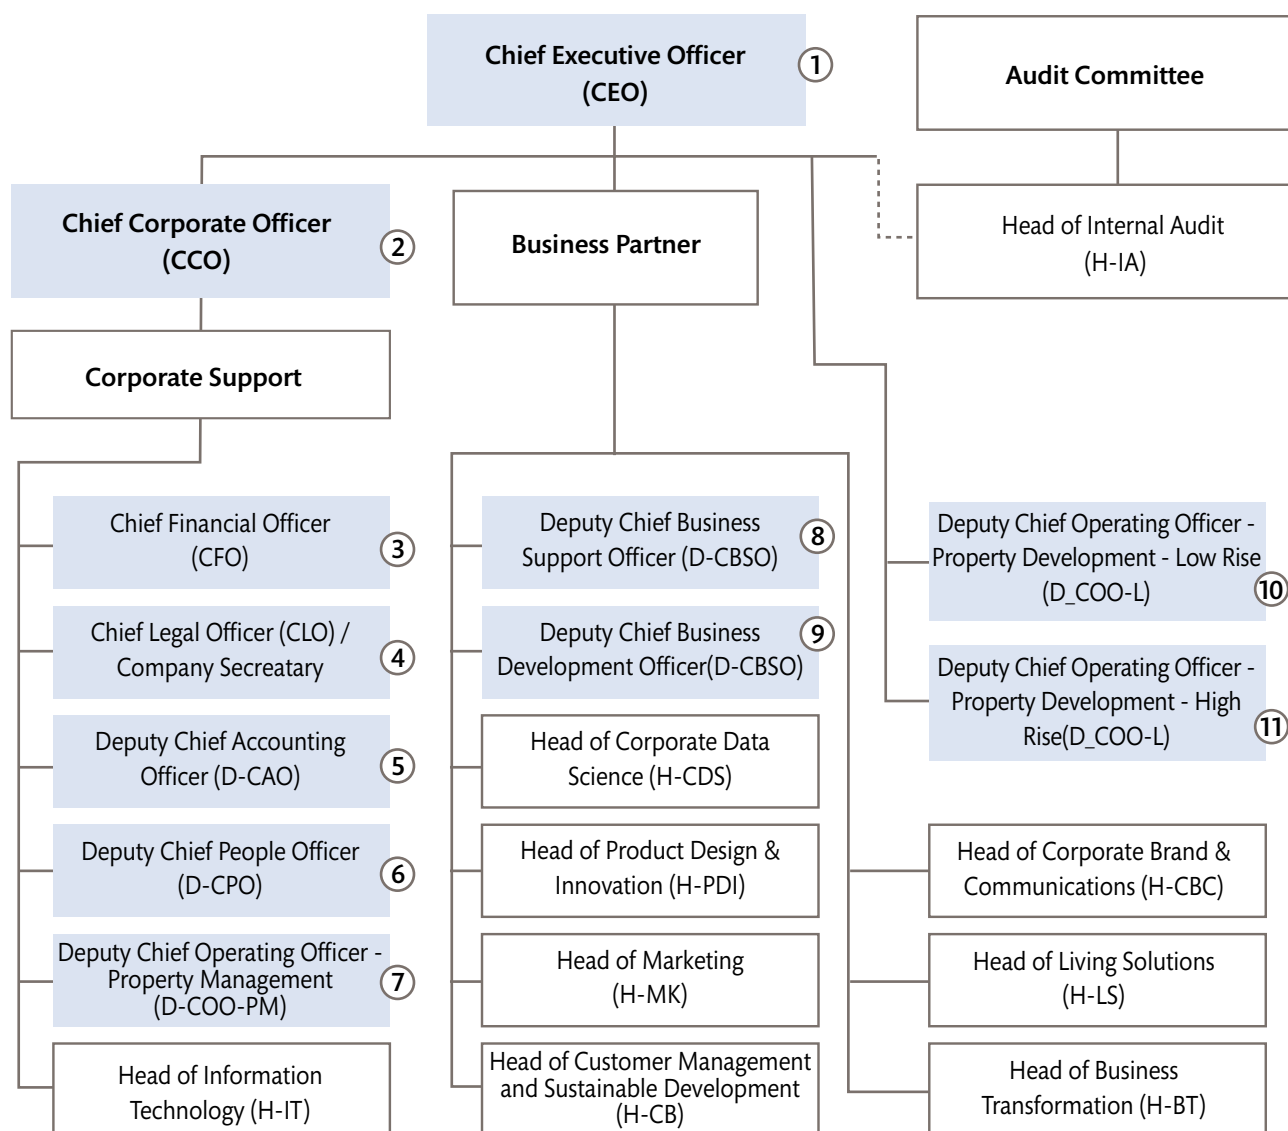 Chief Executive Officer
(CEO)
1
Audit Committee
Chief Corporate Officer
(CCO)
2
Business Partner
Head of Internal Audit
(H-IA)
Corporate Support
Chief Financial Officer
(CFO)
3
Chief Legal Officer (CLO) /
Company Secreatary
4
Deputy Chief Accounting
Officer (D-CAO)
5
Deputy Chief People Officer
(D-CPO)
6
Deputy Chief Operating Officer -
Property Management
(D-COO-PM)
7
Head of Information
Technology (H-IT)
Deputy Chief Business
Support Officer (D-CBSO)
8
Deputy Chief Business
Development Officer(D-CBSO)
9
Head of Corporate Data
Science (H-CDS)
Head of Product Design &
Innovation (H-PDI)
Head of Marketing
(H-MK)
Head of Customer Management
and Sustainable Development
(H-CB)
Deputy Chief Operating Officer -
Property Development - Low Rise
(D_COO-L)
10
Deputy Chief Operating Officer -
Property Development - High
Rise(D_COO-L)
11
Head of Corporate Brand &
Communications (H-CBC)
Head of Living Solutions
(H-LS)
Head of Business
Transformation (H-BT)